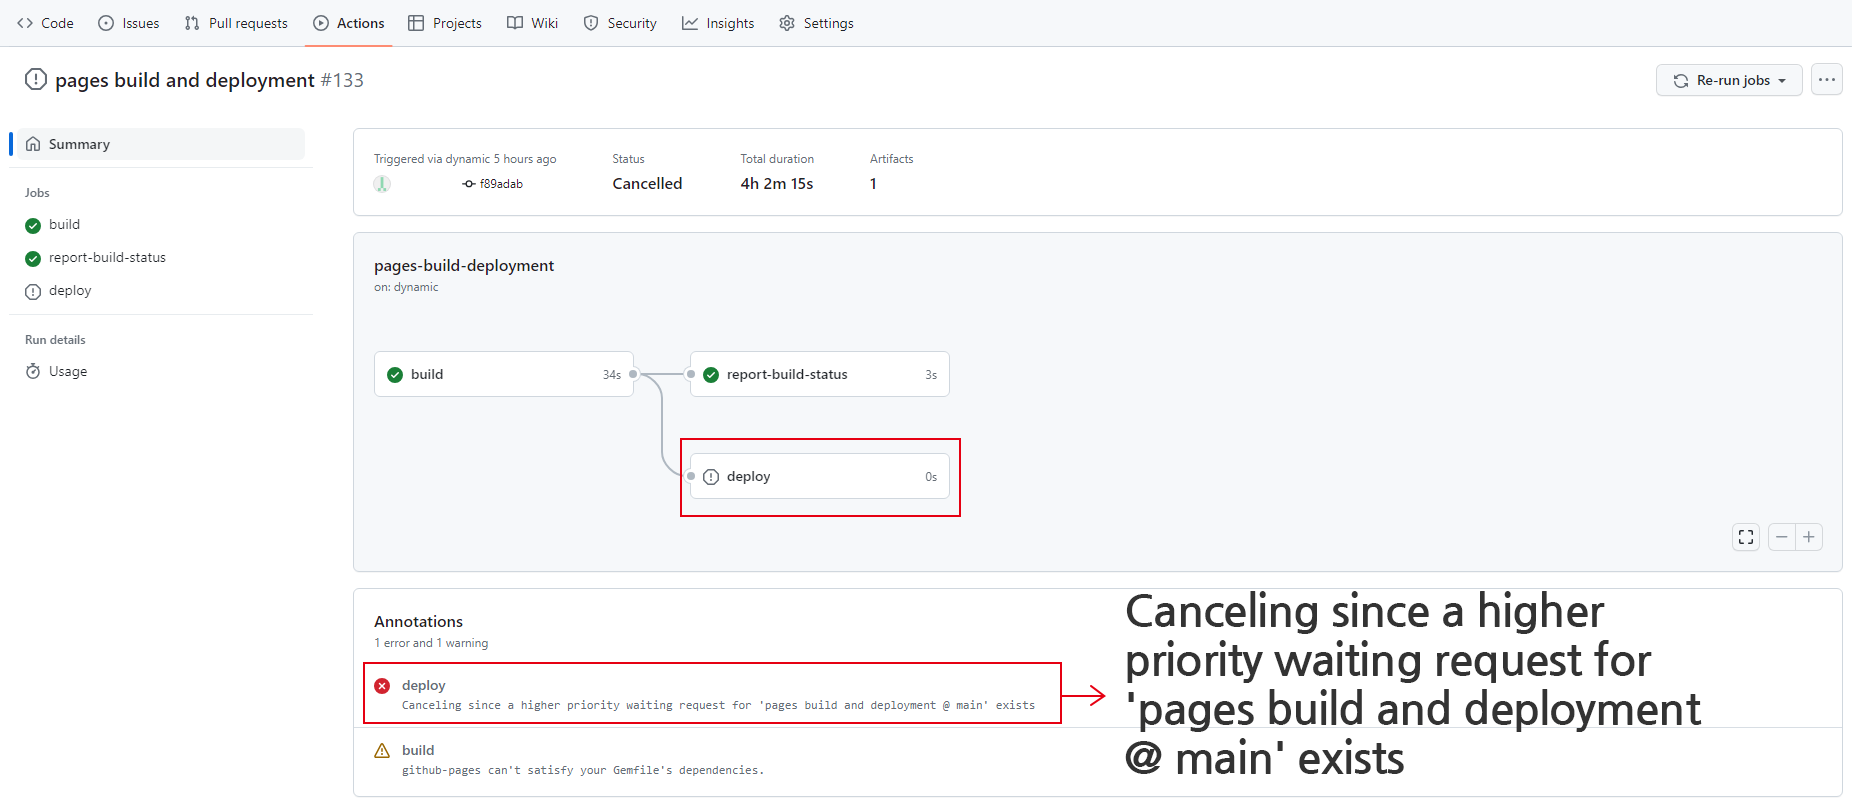 Code Issues Pull requests Actions Projects Wiki Security Insights Settings
pages build and deployment #133
Re-run jobs
Summary
Jobs
build
report-build-status
deploy
Run details
Usage
Triggered via dynamic 5 hours ago
f89adab
Status
Cancelled
Total duration
4h 2m 15s
Artifacts
1
pages-build-deployment
on: dynamic
build 34s
report-build-status 3s
deploy 0s
Annotations
1 error and 1 warning
deploy
Canceling since a higher priority waiting request for 'pages build and deployment @ main' exists
build
github-pages can't satisfy your Gemfile's dependencies.
Canceling since a higher
priority waiting request for
'pages build and deployment
@ main' exists